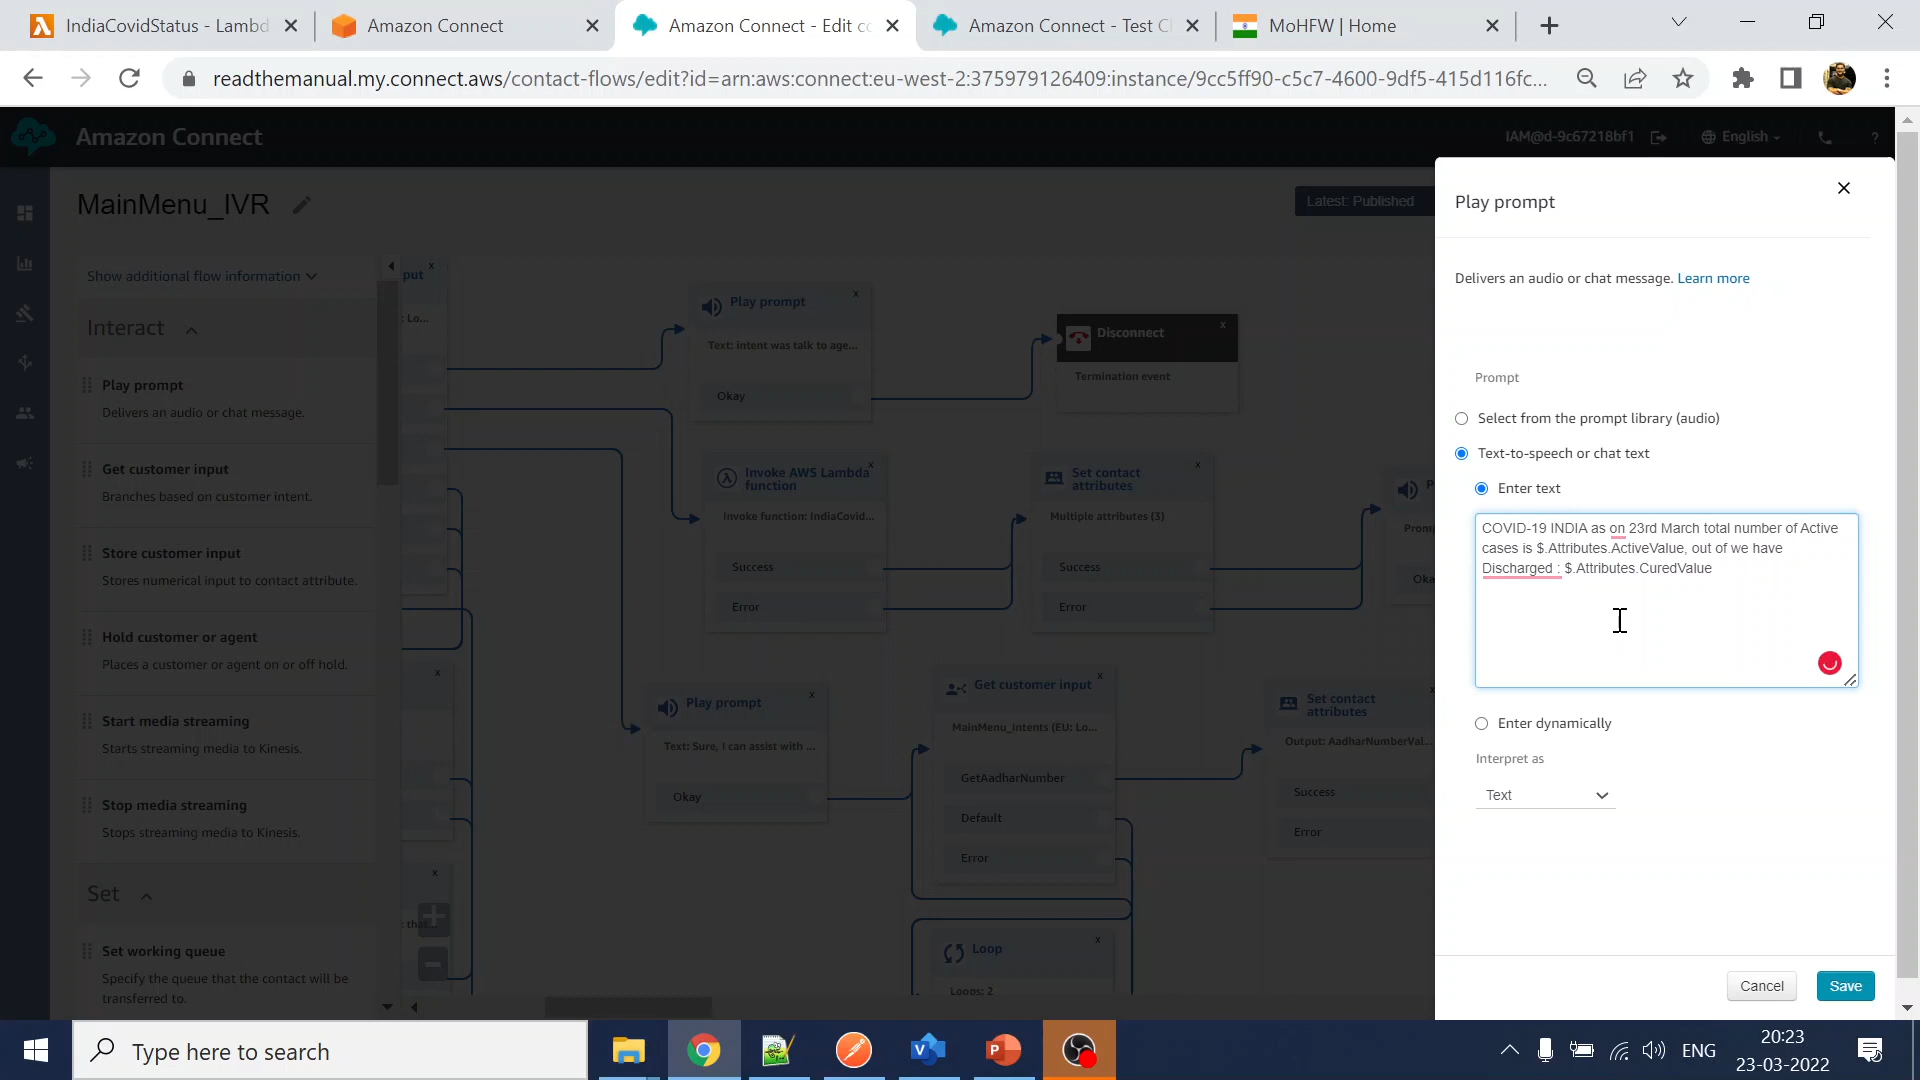 IndiaCovidStatus - Lambd
Amazon Connect
Amazon Connect - Edit co
Amazon Connect - Test Cl
MoHFW | Home
readthemanual.my.connect.aws/contact-flows/edit?id=arn:aws:connect:eu-west-2:375979126409:instance/9cc5ff90-c5c7-4600-9df5-415d116fc...
Amazon Connect
IAM@d-9c67218bf1
English
?
MainMenu_IVR
Latest: Published
Show additional flow information
Interact
Play prompt
Delivers an audio or chat message.
Get customer input
Branches based on customer intent.
Store customer input
Stores numerical input to contact attribute.
Hold customer or agent
Places a customer or agent on or off hold.
Start media streaming
Starts streaming media to Kinesis.
Stop media streaming
Stops streaming media to Kinesis.
Set
Set working queue
Specify the queue that the contact will be
transferred to.
put
: Lo...
Play prompt
Text: intent was talk to age...
Okay
Disconnect
Termination event
Invoke AWS Lambda
function
Invoke function: IndiaCovid...
Success
Error
Set contact
attributes
Multiple attributes (3)
Success
Error
P
Prom
Oka
Play prompt
Text: Sure, I can assist with ...
Okay
Get customer input
MainMenu_Intents (EU: Lo...
GetAadharNumber
Default
Error
Set contact
attributes
Output: AadharNumberVal...
Success
Error
: that...
Loop
Loops: 2
Play prompt
Delivers an audio or chat message. Learn more
Prompt
Select from the prompt library (audio)
Text-to-speech or chat text
Enter text
COVID-19 INDIA as on 23rd March total number of Active
cases is $.Attributes.ActiveValue, out of we have
Discharged : $.Attributes.CuredValue
Enter dynamically
Interpret as
Text
Cancel
Save
Type here to search
ENG
20:23
23-03-2022